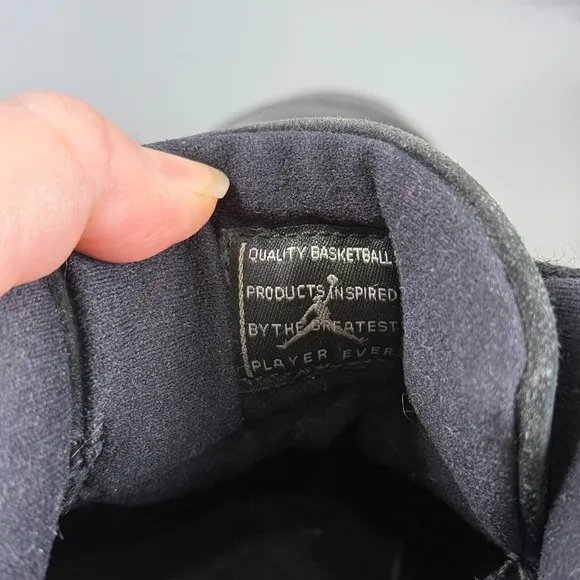 QUALITY BASKETBALL
PRODUCTS INSPIRED
BY THE GREATEST
PLAYER EVER